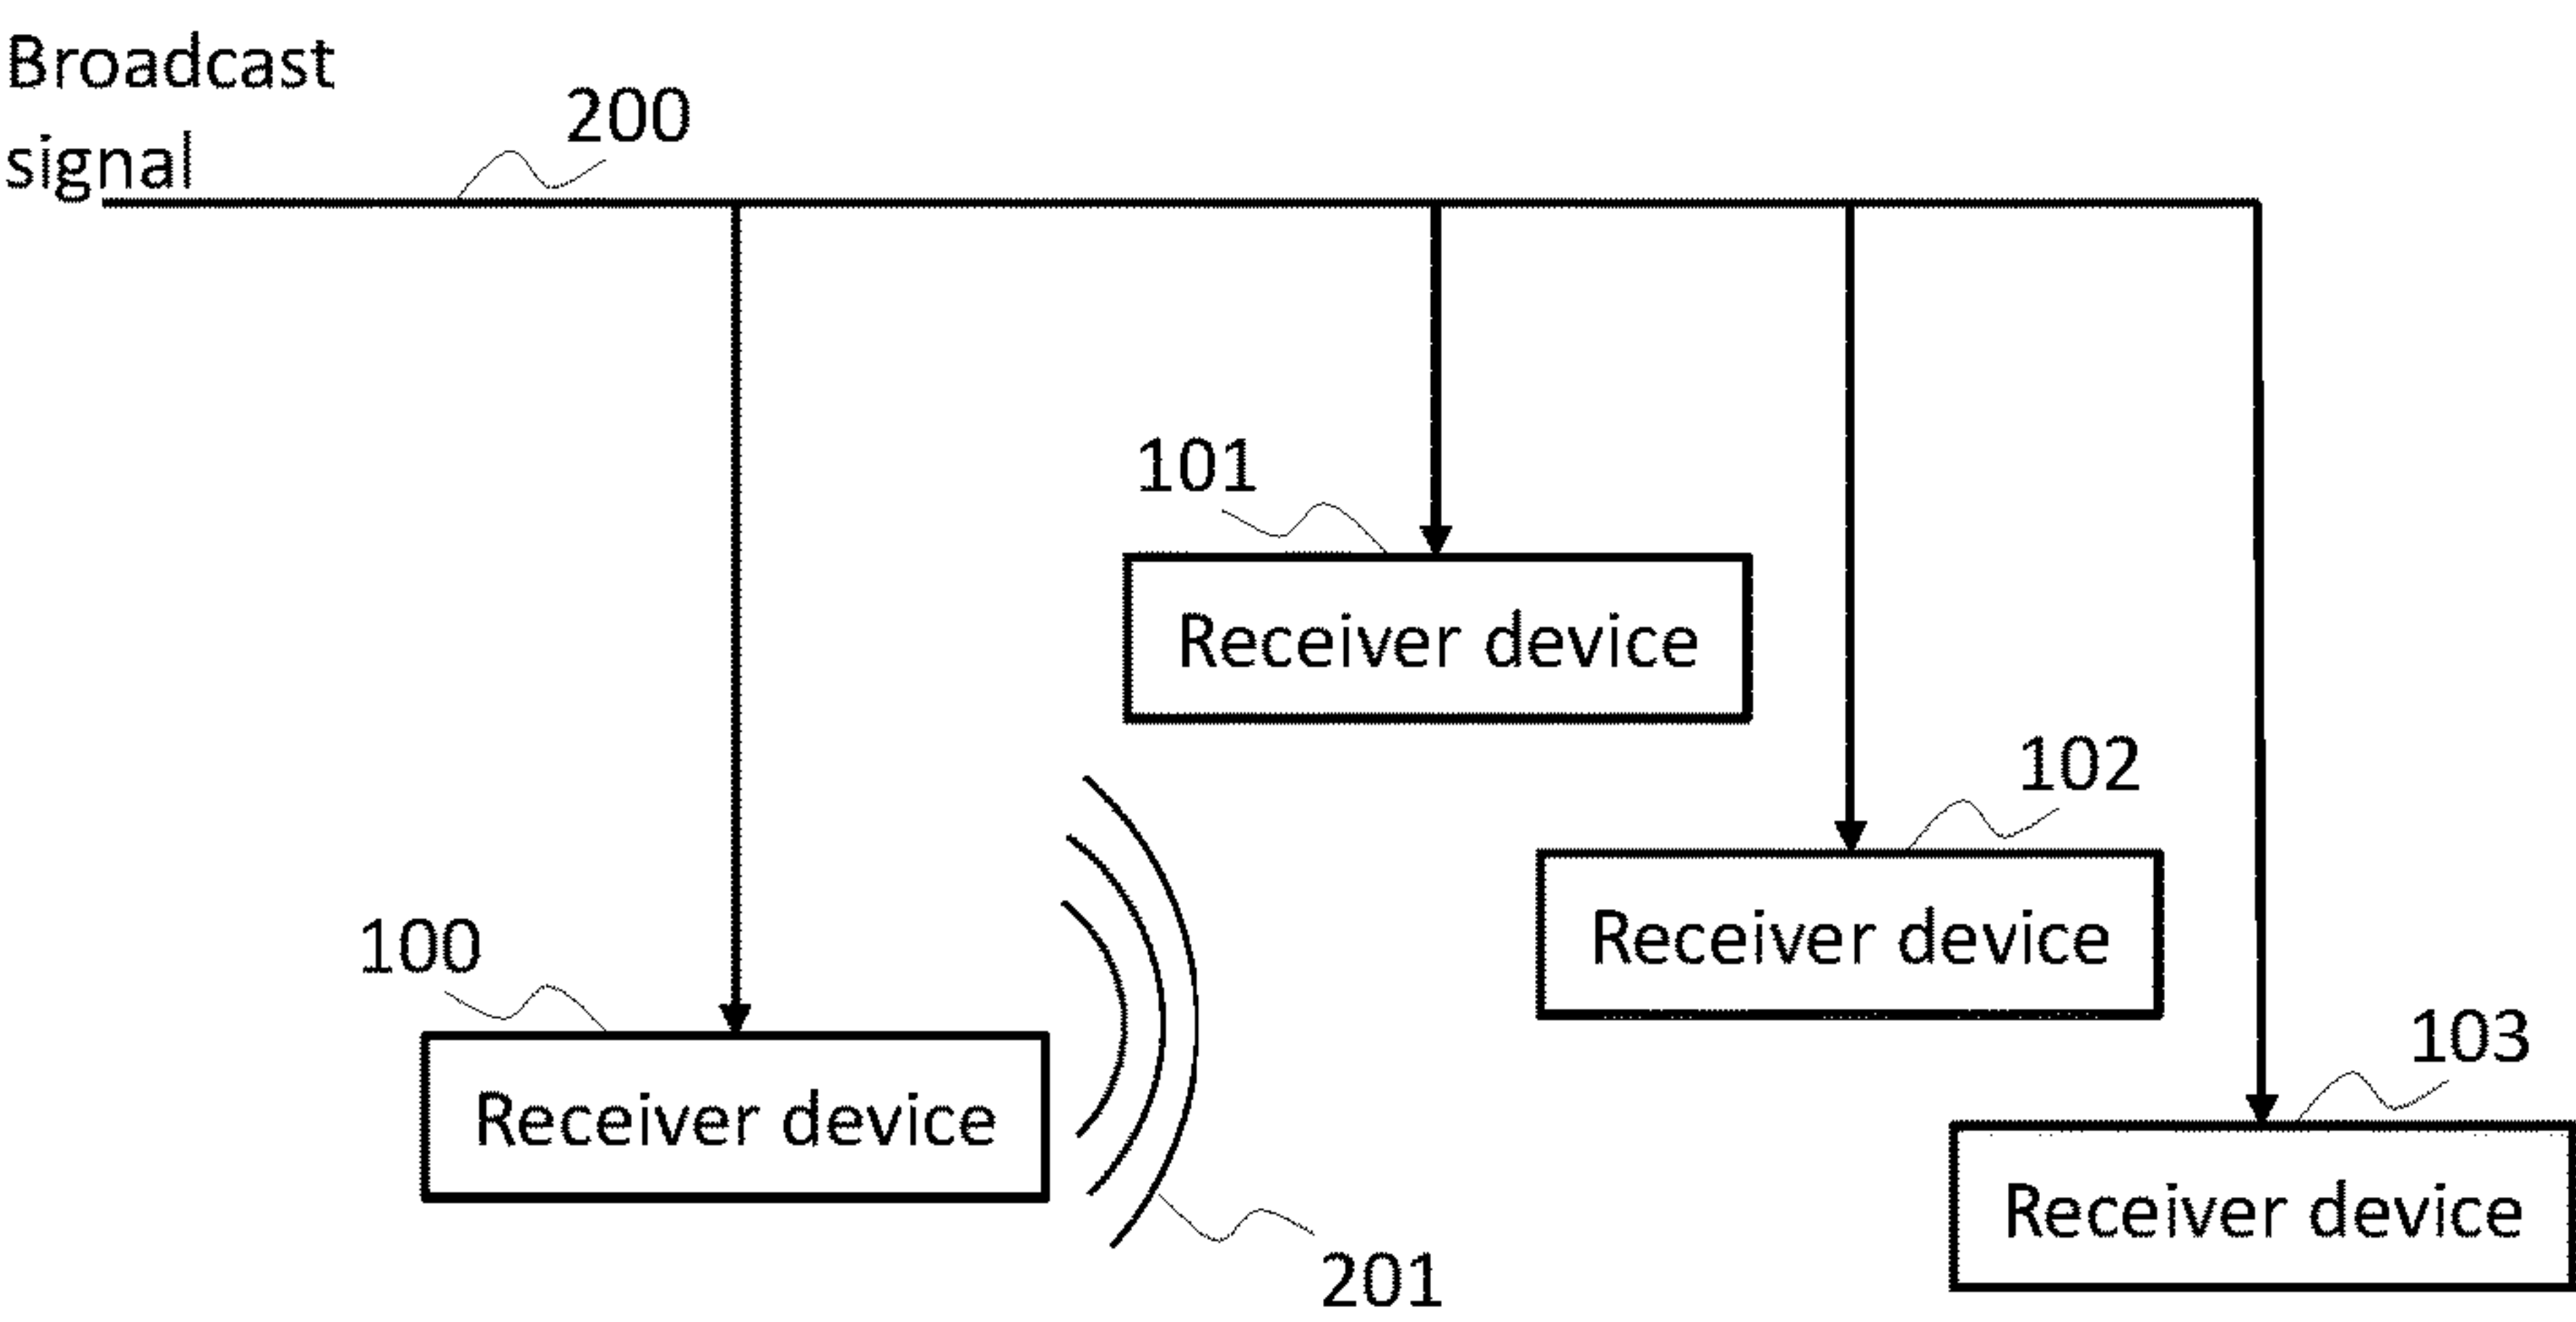 Broadcast
signal
200
101
Receiver device
102
Receiver device
100
Receiver device
103
Receiver device
201